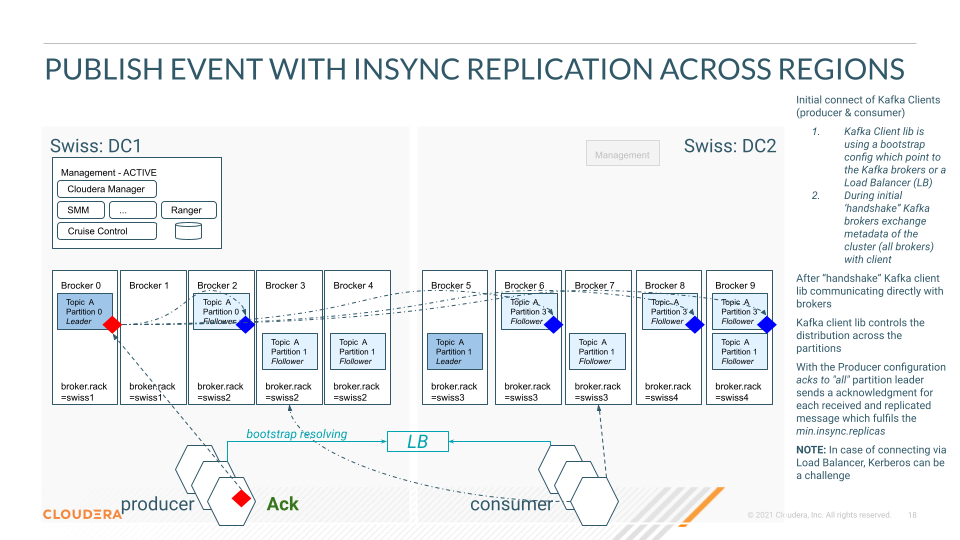 PUBLISH EVENT WITH INSYNC REPLICATION ACROSS REGIONS
Swiss: DC1
Management - ACTIVE
Cloudera Manager
SMM
...
Ranger
Cruise Control
Management
Swiss: DC2
Brocker 0
Topic A
Partition 0
Leader
broker.rack
=swiss1
Brocker 1
broker.rack
=swiss1
Brocker 2
Topic A
Partition 0
Flollower
broker.rack
=swiss2
Brocker 3
Topic A
Partition 1
Flollower
broker.rack
=swiss2
Brocker 4
Topic A
Partition 1
Flollower
broker.rack
=swiss2
Brocker 5
Topic A
Partition 1
Leader
broker.rack
=swiss3
Brocker 6
Topic A
Partition 3
Flollower
broker.rack
=swiss3
Brocker 7
Topic A
Partition 1
Flollower
broker.rack
=swiss3
Brocker 8
Topic A
Partition 3
Flollower
broker.rack
=swiss4
Brocker 9
Topic A
Partition 3
Flollower
Topic A
Partition 1
Flollower
broker.rack
=swiss4
bootstrap resolving
LB
producer
Ack
consumer
Initial connect of Kafka Clients
(producer & consumer)
1. Kafka Client lib is
using a bootstrap
config which point to
the Kafka brokers or a
Load Balancer (LB)
2. During initial
'handshake" Kafka
brokers exchange
metadata of the
cluster (all brokers)
with client
After "handshake" Kafka client
lib communicating directly with
brokers
Kafka client lib controls the
distribution across the
partitions
With the Producer configuration
acks to "all" partition leader
sends a acknowledgment for
each received and replicated
message which fulfils the
min.insync.replicas
NOTE: In case of connecting via
Load Balancer, Kerberos can be
a challenge
CLOUDERA
© 2021 Cloudera, Inc. All rights reserved.
18